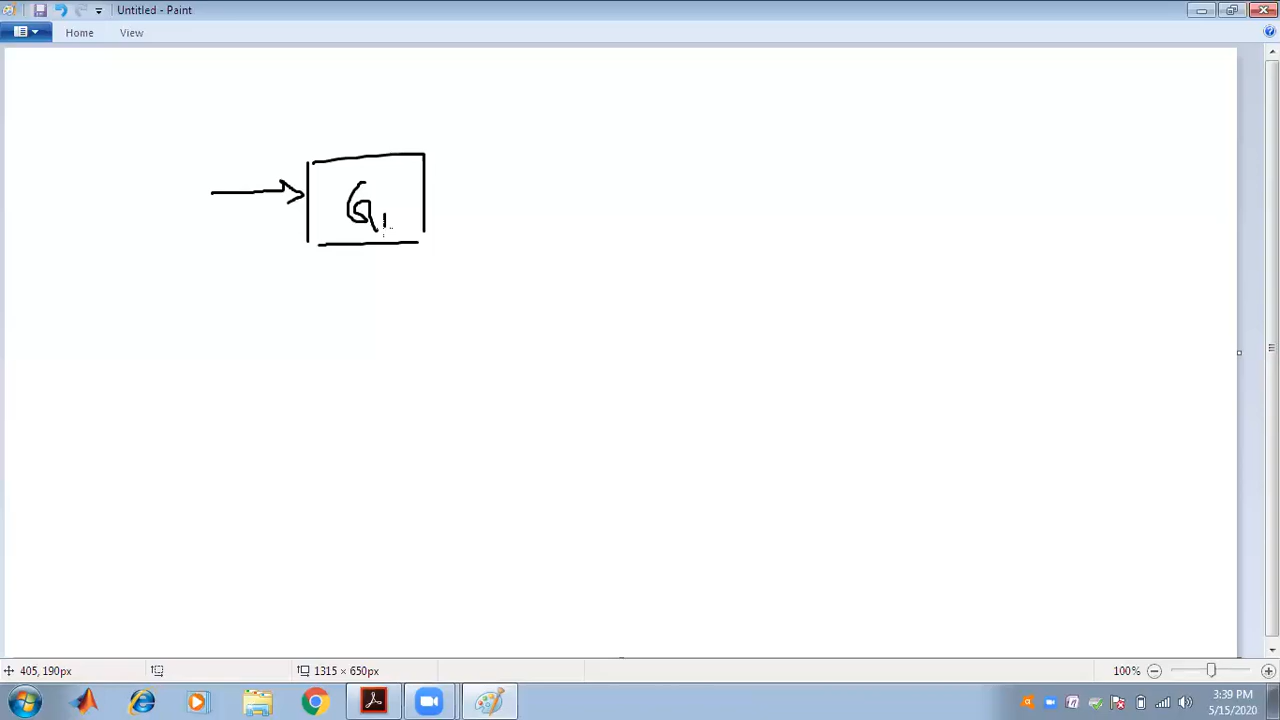 Untitled - Paint
Home View
G1
405, 190px 1315 × 650px 100%
3:39 PM
5/15/2020